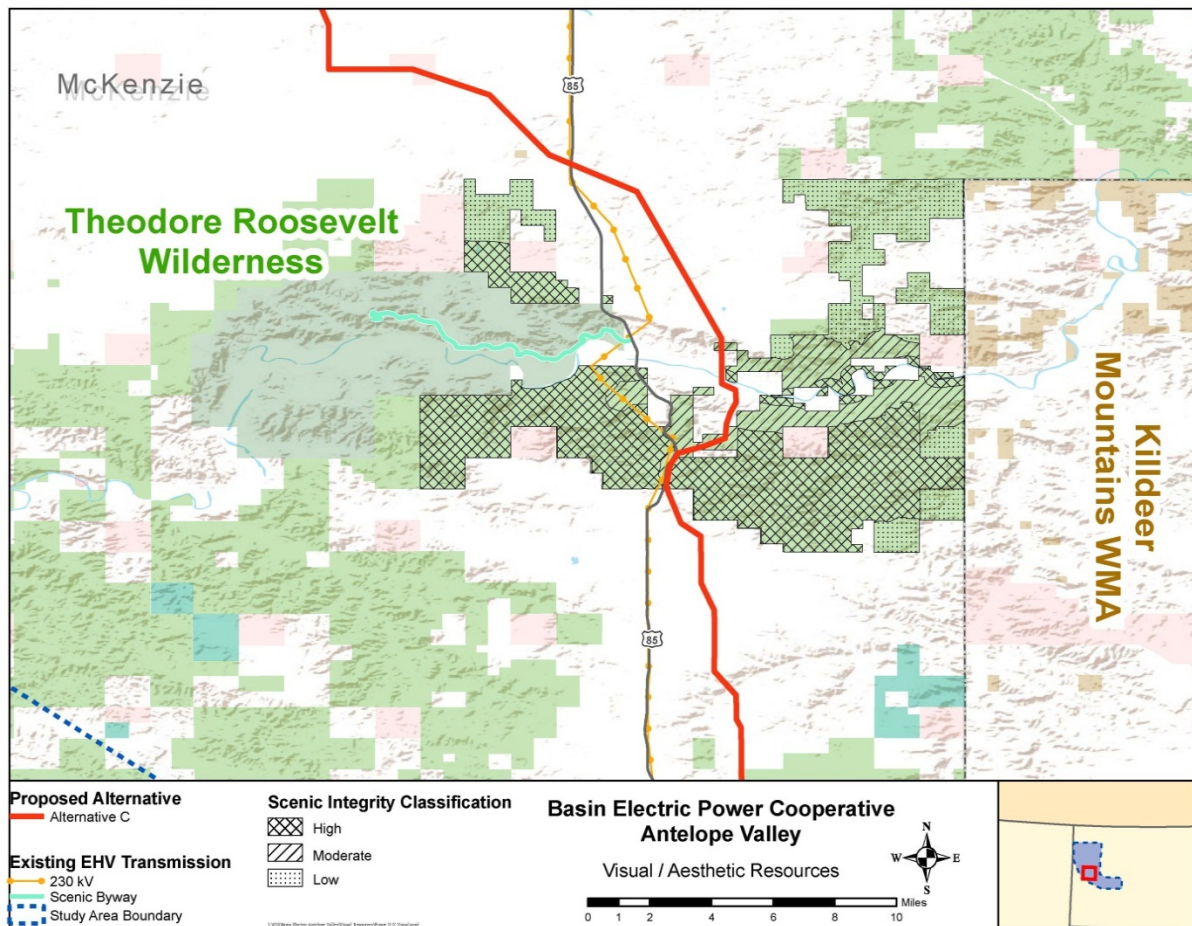 McKenzie
85
Theodore Roosevelt
Wilderness
Killdeer
Mountains WMA
85
Proposed Alternative
Alternative C
Existing EHV Transmission
230 kV
Scenic Byway
Study Area Boundary
Scenic Integrity Classification
High
Moderate
Low
Basin Electric Power Cooperative
Antelope Valley
Visual / Aesthetic Resources
N
W
E
S
Miles
0 1 2 4 6 8 10